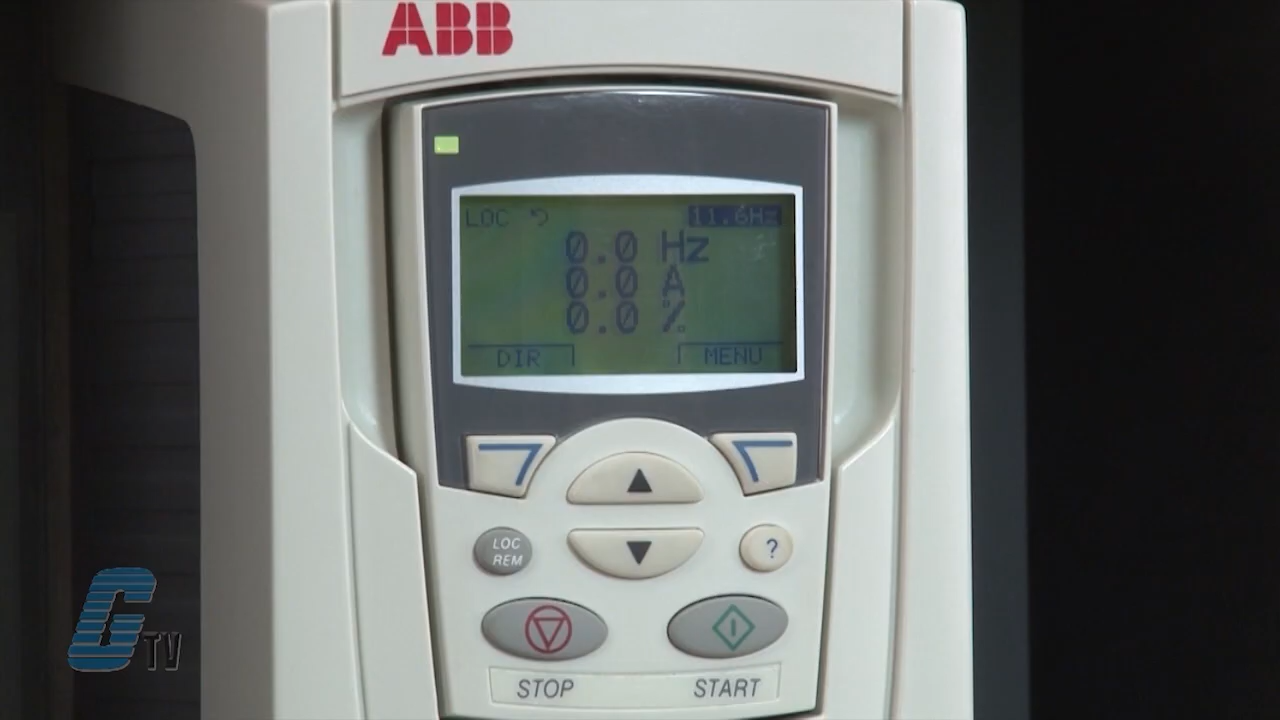 ABB
LOC 11.6Hz
0.0 Hz
0.0 A
0.0 %
DIR MENU
LOC
REM
?
STOP START
G TV